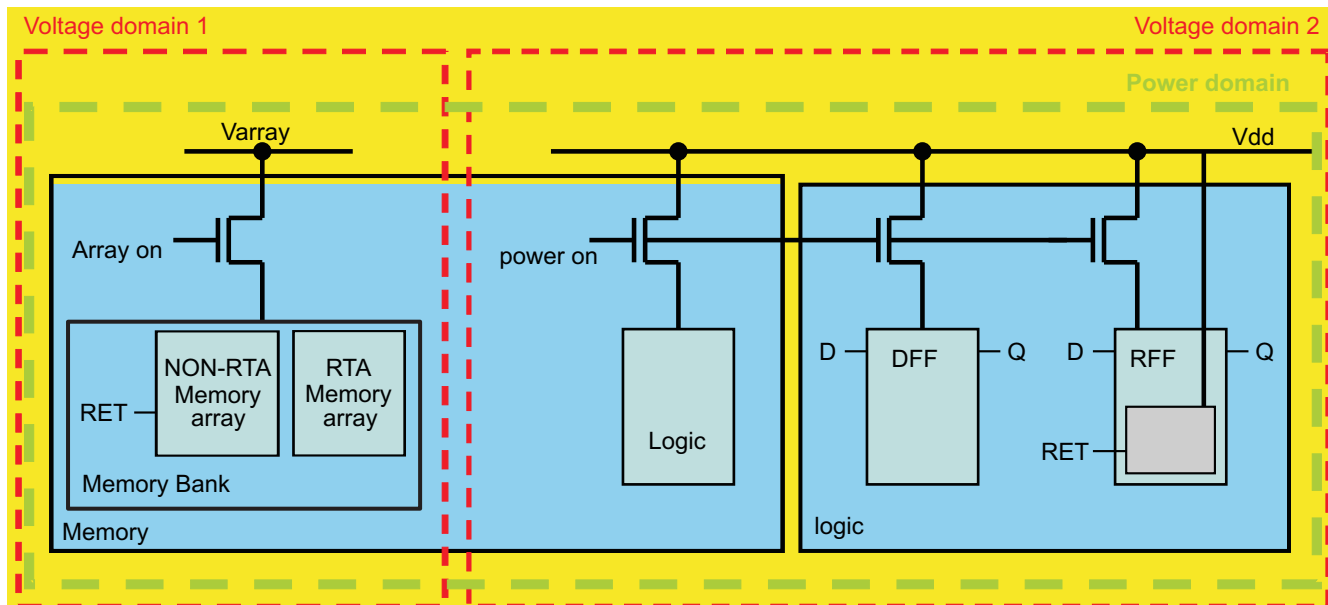 Voltage domain 1
Voltage domain 2
Power domain
Varray
Vdd
Array on
power on
NON-RTA
Memory
array
RTA
Memory
array
RET
Memory Bank
Memory
Logic
D
DFF
Q
D
RFF
Q
RET
logic